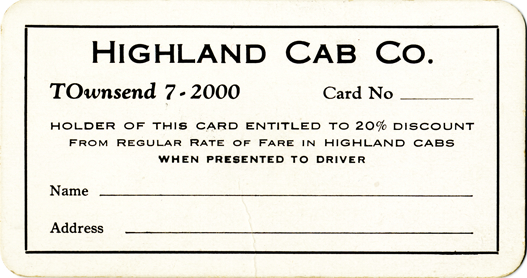 HIGHLAND CAB CO.
TOwnsend 7-2000 Card No
HOLDER OF THIS CARD ENTITLED TO 20% DISCOUNT
FROM REGULAR RATE OF FARE IN HIGHLAND CABS
WHEN PRESENTED TO DRIVER
Name
Address